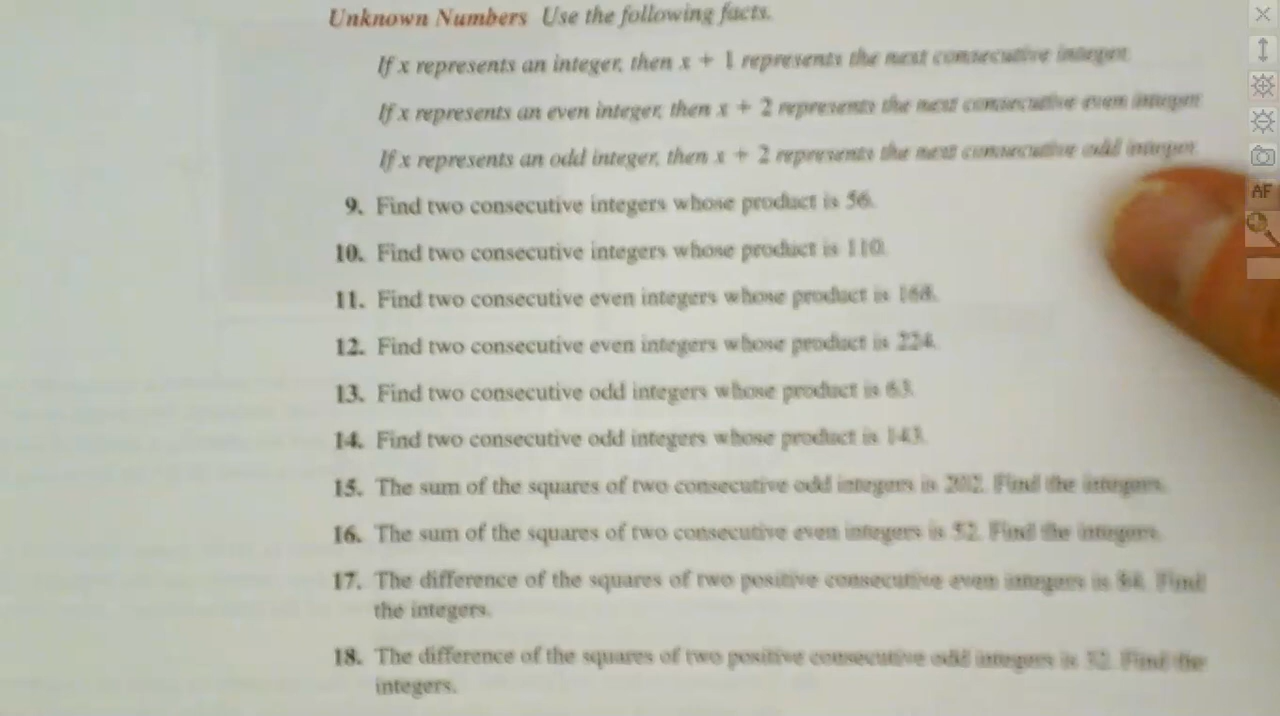 Unknown Numbers Use the following facts.
If x represents an integer, then x + 1 represents the next consecutive integer.
If x represents an even integer, then x + 2 represents the next consecutive even integer.
If x represents an odd integer, then x + 2 represents the next consecutive odd integer.
9. Find two consecutive integers whose product is 56.
10. Find two consecutive integers whose product is 110.
11. Find two consecutive even integers whose product is 168.
12. Find two consecutive even integers whose product is 224.
13. Find two consecutive odd integers whose product is 63.
14. Find two consecutive odd integers whose product is 143.
15. The sum of the squares of two consecutive odd integers is 202. Find the integers.
16. The sum of the squares of two consecutive even integers is 52. Find the integers.
17. The difference of the squares of two positive consecutive even integers is Find
the integers.
18. The difference of the squares of two positive consecutive odd integers is 32. Find the
integers.
AF